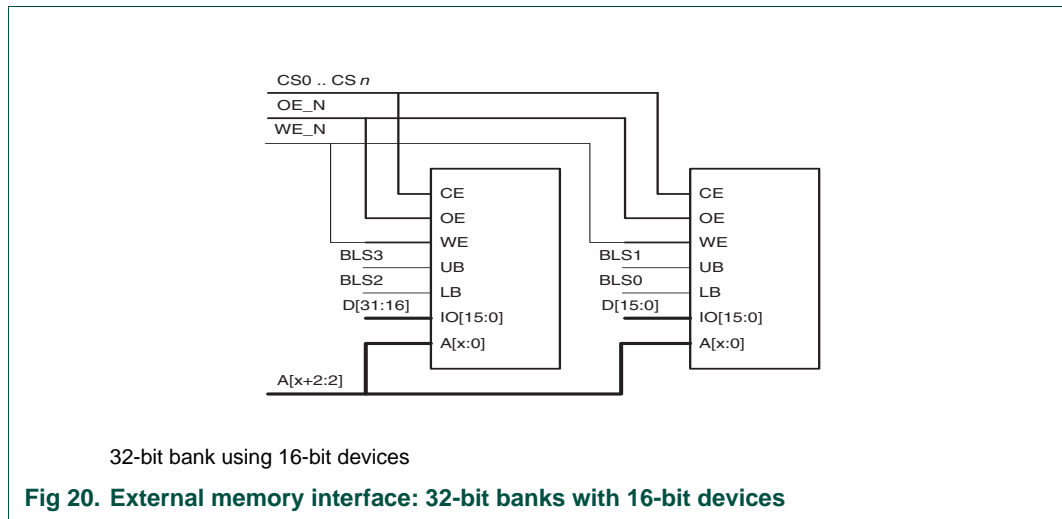 CS0 .. CS n
OE_N
WE_N
CE
OE
WE
BLS3
UB
BLS2
LB
D[31:16]
IO[15:0]
A[x:0]
CE
OE
WE
BLS1
UB
BLS0
LB
D[15:0]
IO[15:0]
A[x:0]
A[x+2:2]
32-bit bank using 16-bit devices
Fig 20. External memory interface: 32-bit banks with 16-bit devices